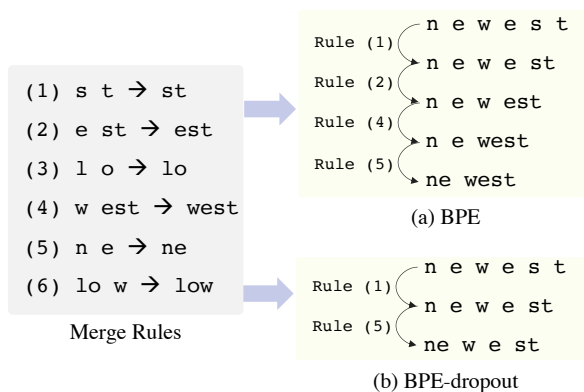 (1) s t → st
(2) e st → est
(3) l o → lo
(4) w est → west
(5) n e → ne
(6) lo w → low
Merge Rules
n e w e s t
Rule (1)
n e w e st
Rule (2)
n e w est
Rule (4)
n e west
Rule (5)
ne west
(a) BPE
n e w e s t
Rule (1)
n e w e st
Rule (5)
ne w e st
(b) BPE-dropout